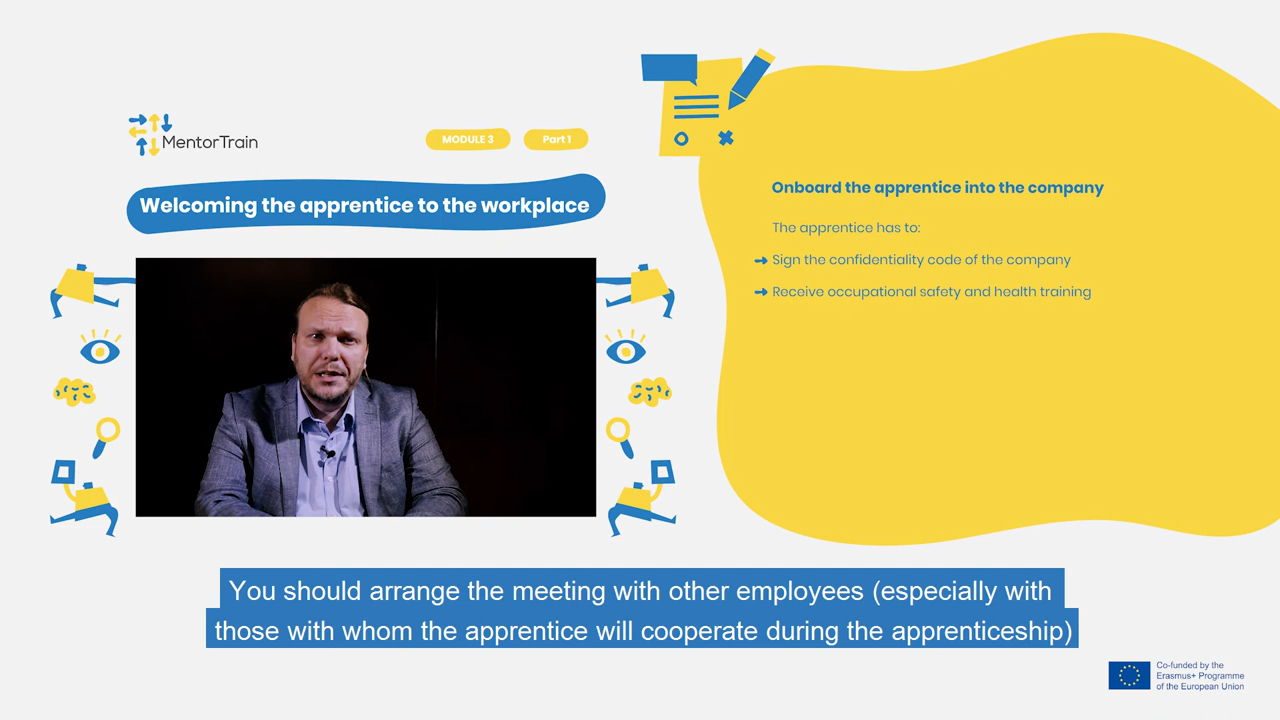 MentorTrain
MODULE 3
Part 1
Welcoming the apprentice to the workplace
Onboard the apprentice into the company
The apprentice has to:
Sign the confidentiality code of the company
Receive occupational safety and health training
You should arrange the meeting with other employees (especially with
those with whom the apprentice will cooperate during the apprenticeship)
Co-funded by the
Erasmus+ Programme
of the European Union